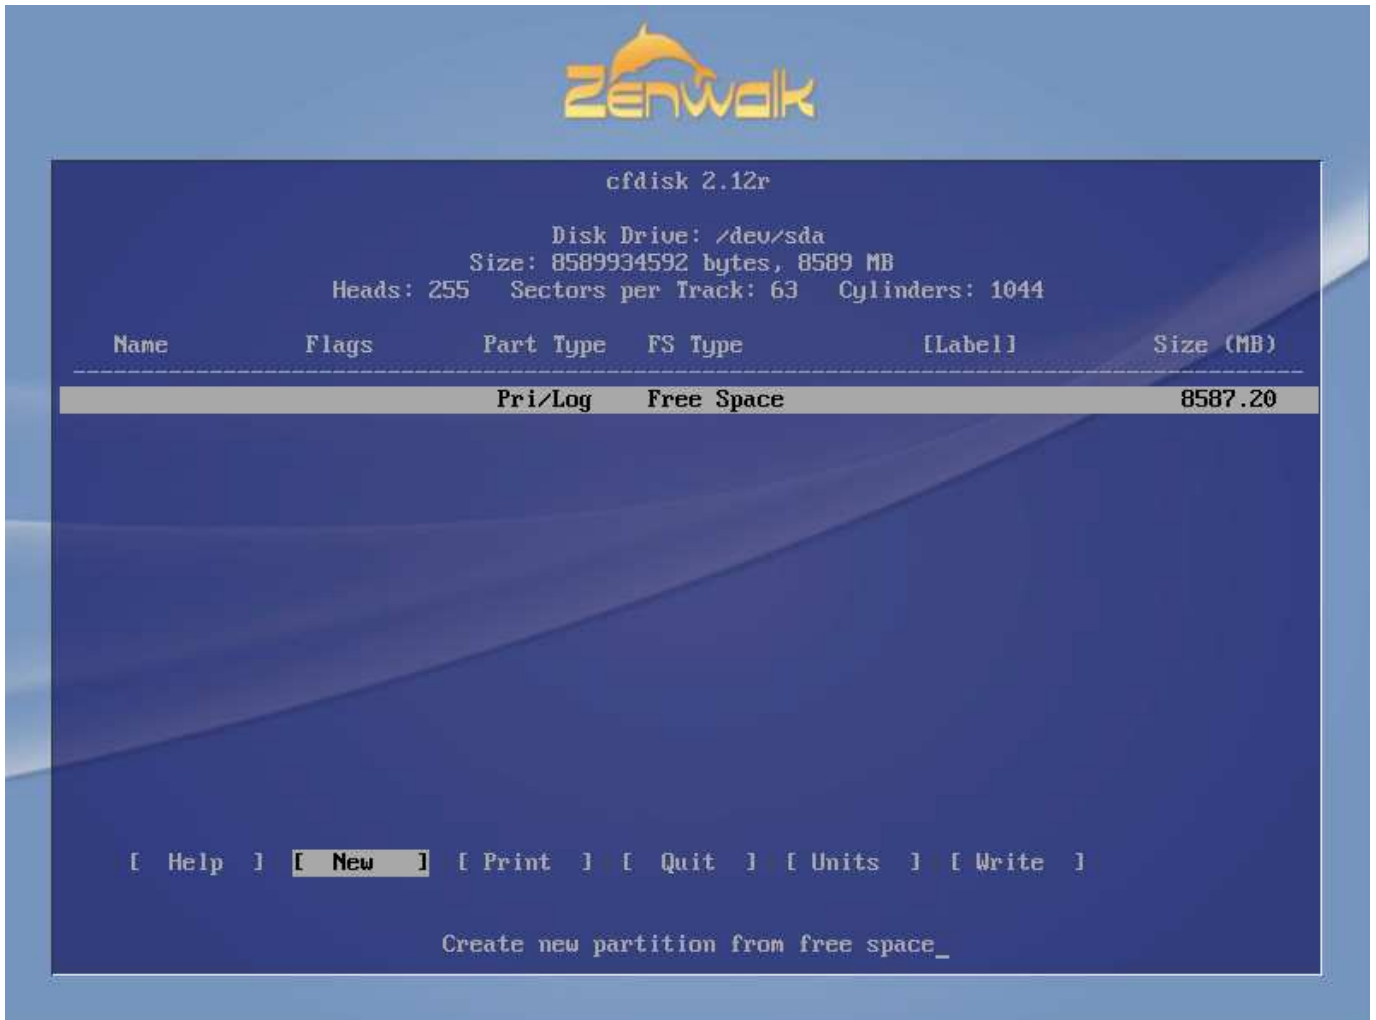 Zenwalk
cfdisk 2.12r
Disk Drive: /dev/sda
Size: 8589934592 bytes, 8589 MB
Heads: 255   Sectors per Track: 63   Cylinders: 1044
Name   Flags   Part Type   FS Type   [Label]   Size (MB)
Pri/Log   Free Space   8587.20
[ Help ] [ New ] [ Print ] [ Quit ] [ Units ] [ Write ]
Create new partition from free space_